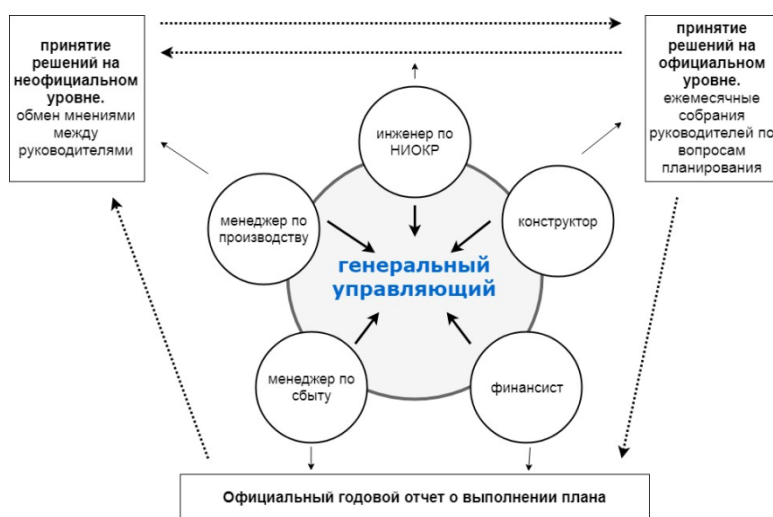 принятие
решений на
неофициальном
уровне.
обмен мнениями
между
руководителями
принятие
решений на
официальном
уровне.
ежемесячные
собрания
руководителей по
вопросам
планирования
инженер по
НИОКР
менеджер по
производству
конструктор
генеральный
управляющий
менеджер по
сбыту
финансист
Официальный годовой отчет о выполнении плана